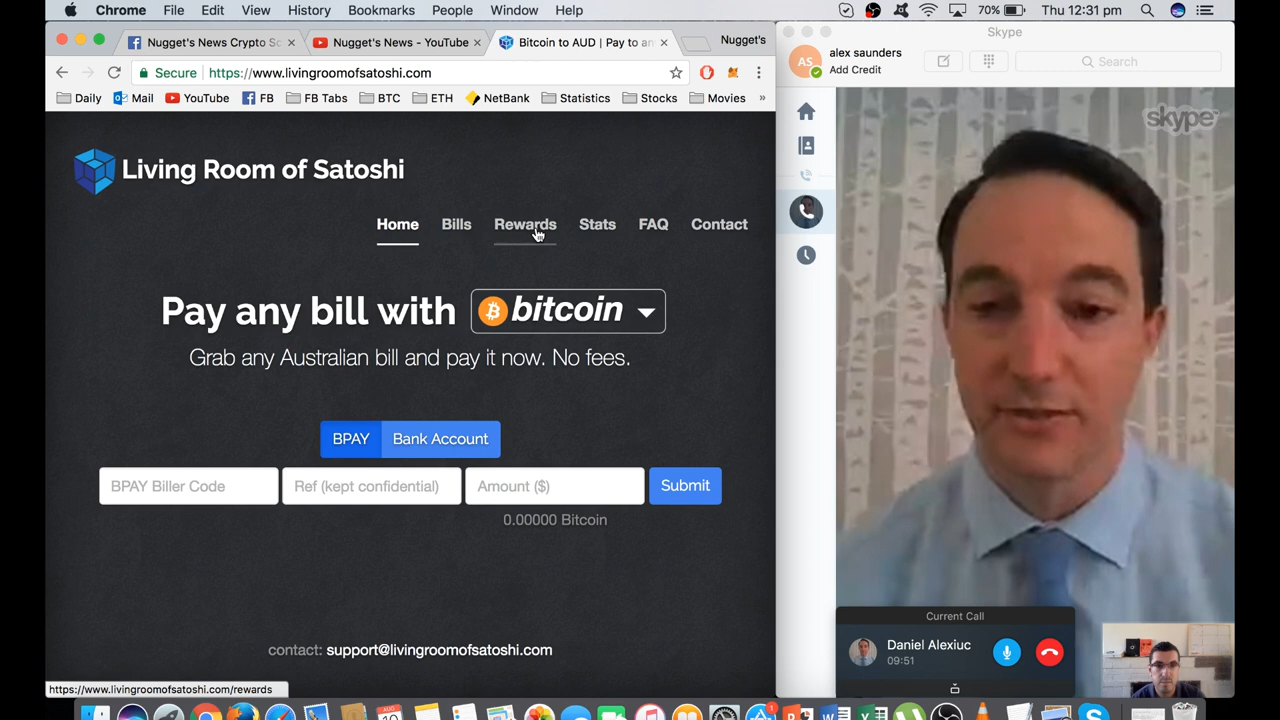 Chrome File Edit View History Bookmarks People Window Help 70% Thu 12:31 pm
Nugget's News Crypto Sc Nugget's News - YouTube Bitcoin to AUD | Pay to an Nugget's
Secure https://www.livingroomofsatoshi.com
Daily Mail YouTube FB FB Tabs BTC ETH NetBank Statistics Stocks Movies »
Living Room of Satoshi
Home Bills Rewards Stats FAQ Contact
Pay any bill with bitcoin
Grab any Australian bill and pay it now. No fees.
BPAY Bank Account
BPAY Biller Code Ref (kept confidential) Amount ($) Submit
0.00000 Bitcoin
contact: support@livingroomofsatoshi.com
https://www.livingroomofsatoshi.com/rewards
Skype
AS alex saunders
Add Credit
Search
skype
Current Call
Daniel Alexiuc
09:51